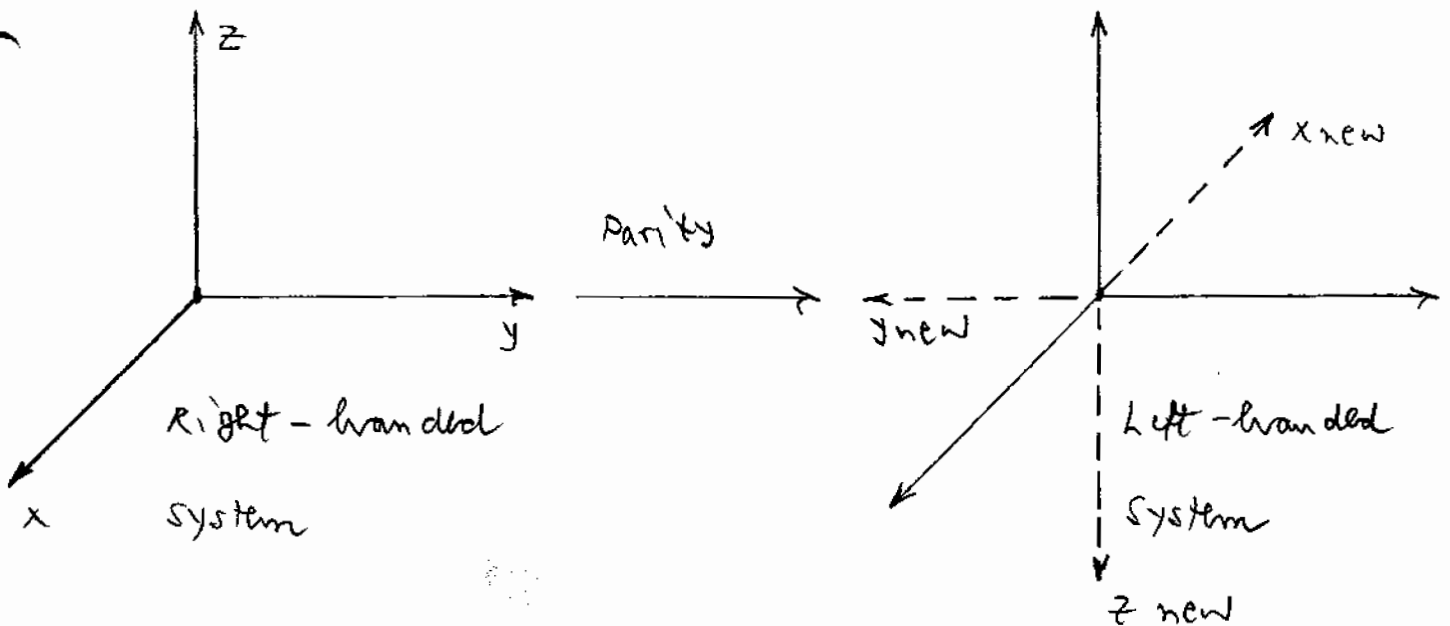 z
y
x
Right-handed
system
Parity
x new
y new
Left-handed
system
z new